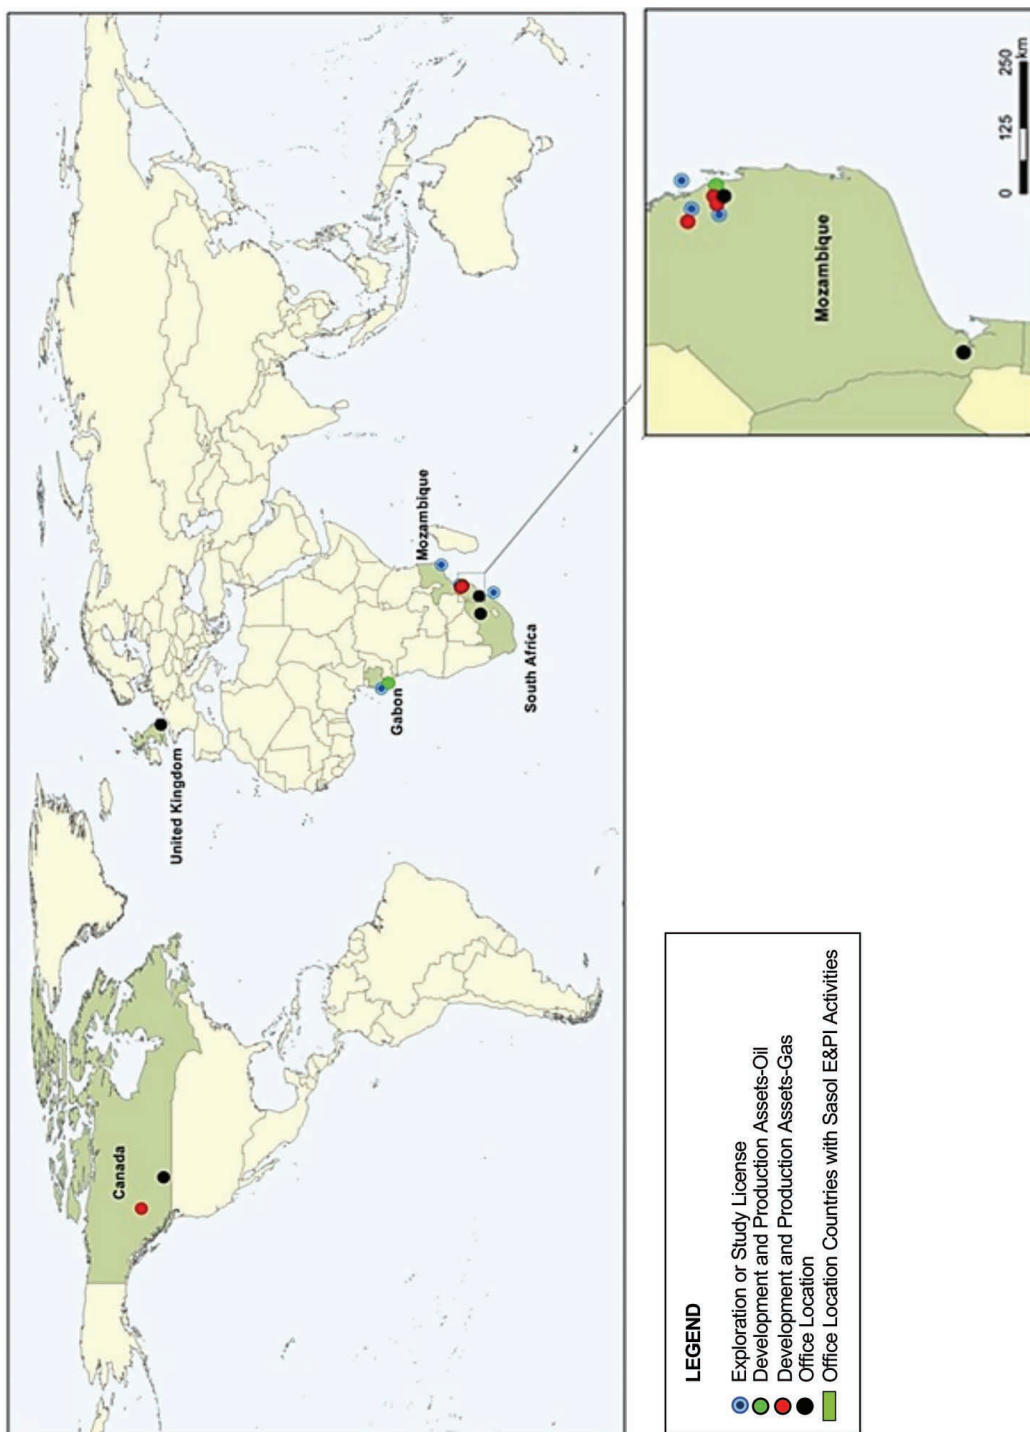 Canada
United Kingdom
Gabon
Mozambique
South Africa
Mozambique
0 125 250
km
LEGEND
Exploration or Study License
Development and Production Assets-Oil
Development and Production Assets-Gas
Office Location
Office Location Countries with Sasol E&PI Activities